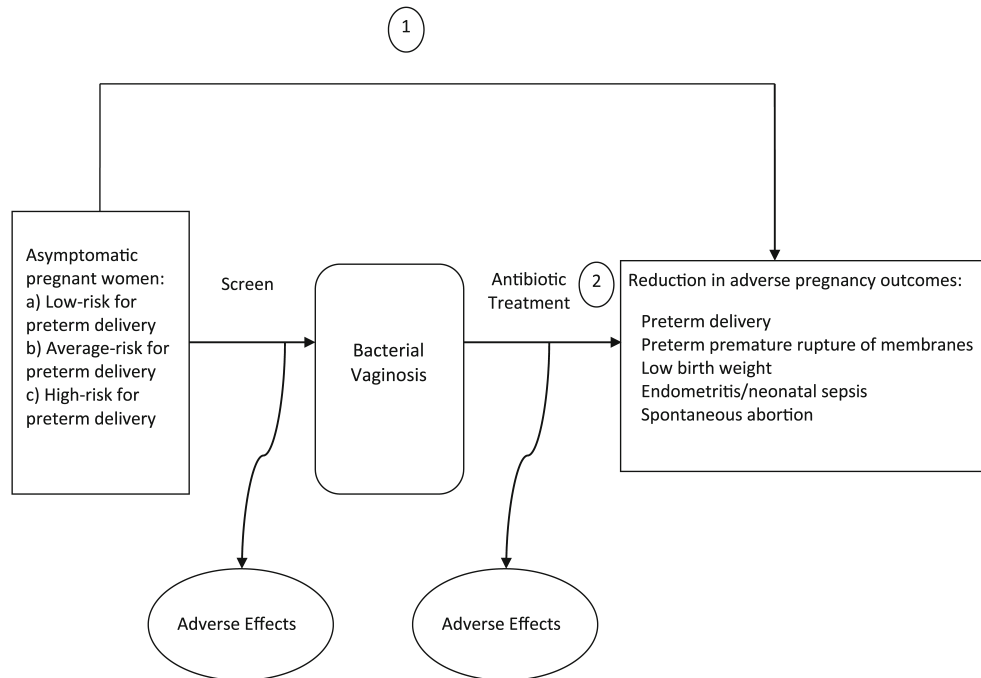 1
Asymptomatic
pregnant women:
a) Low-risk for
preterm delivery
b) Average-risk for
preterm delivery
c) High-risk for
preterm delivery
Screen
Bacterial
Vaginosis
Antibiotic
Treatment
2
Reduction in adverse pregnancy outcomes:
Preterm delivery
Preterm premature rupture of membranes
Low birth weight
Endometritis/neonatal sepsis
Spontaneous abortion
Adverse Effects
Adverse Effects